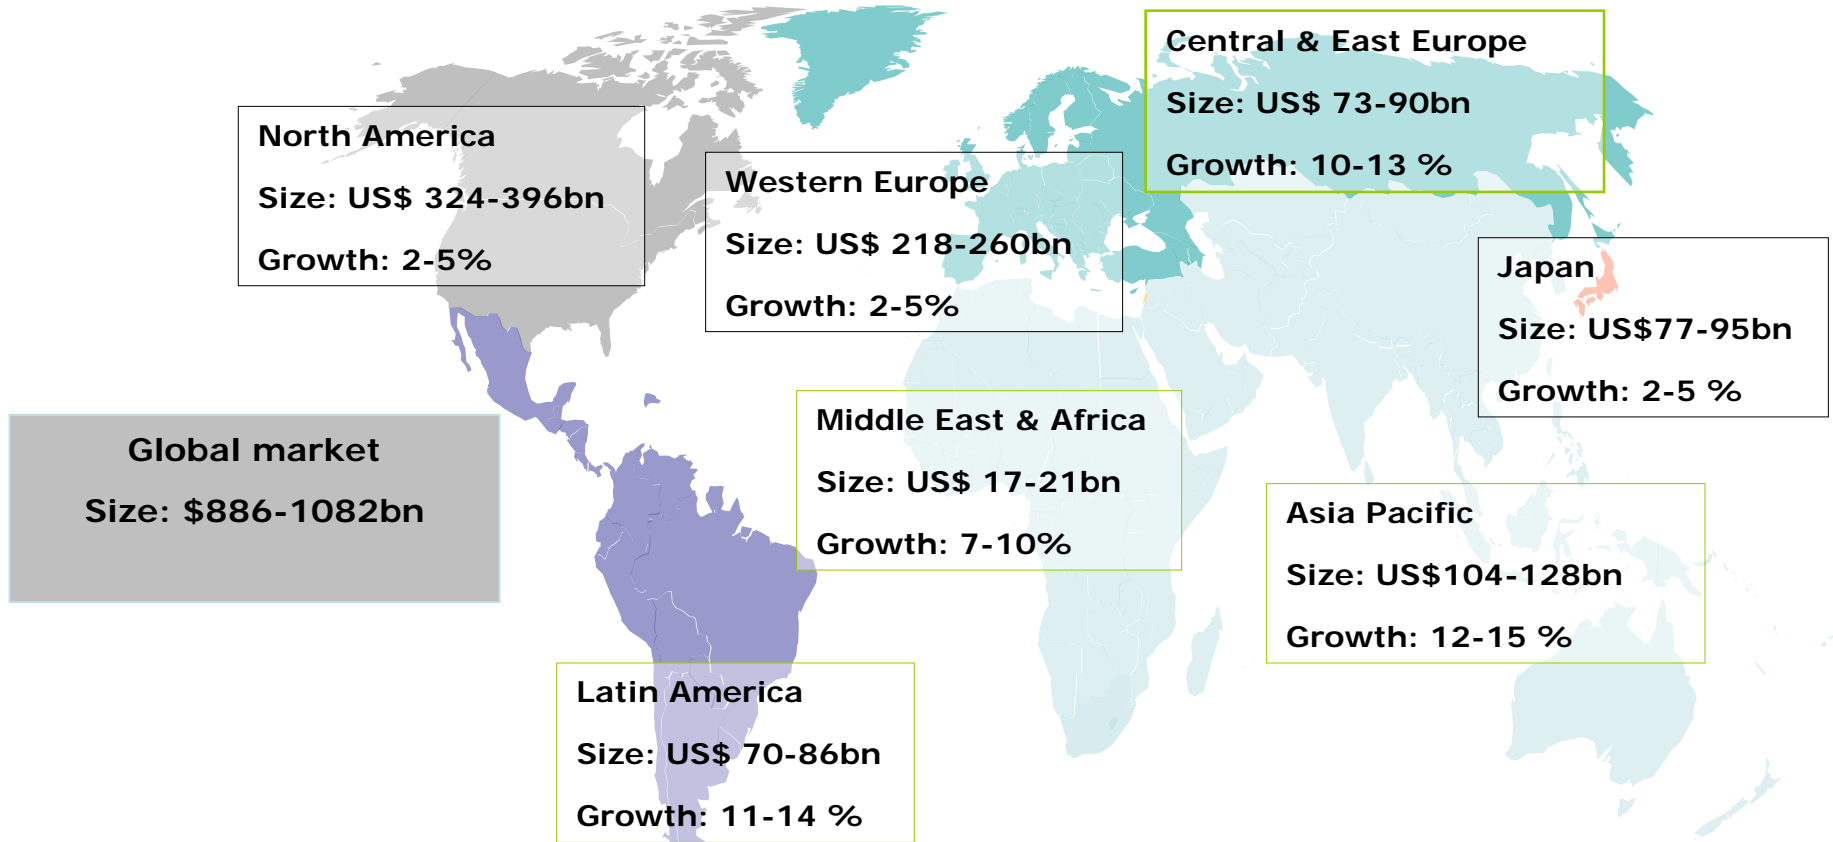 Central & East Europe
Size: US$ 73-90bn
Growth: 10-13 %
North America
Size: US$ 324-396bn
Growth: 2-5%
Western Europe
Size: US$ 218-260bn
Growth: 2-5%
Japan
Size: US$77-95bn
Growth: 2-5 %
Global market
Size: $886-1082bn
Middle East & Africa
Size: US$ 17-21bn
Growth: 7-10%
Asia Pacific
Size: US$104-128bn
Growth: 12-15 %
Latin America
Size: US$ 70-86bn
Growth: 11-14 %